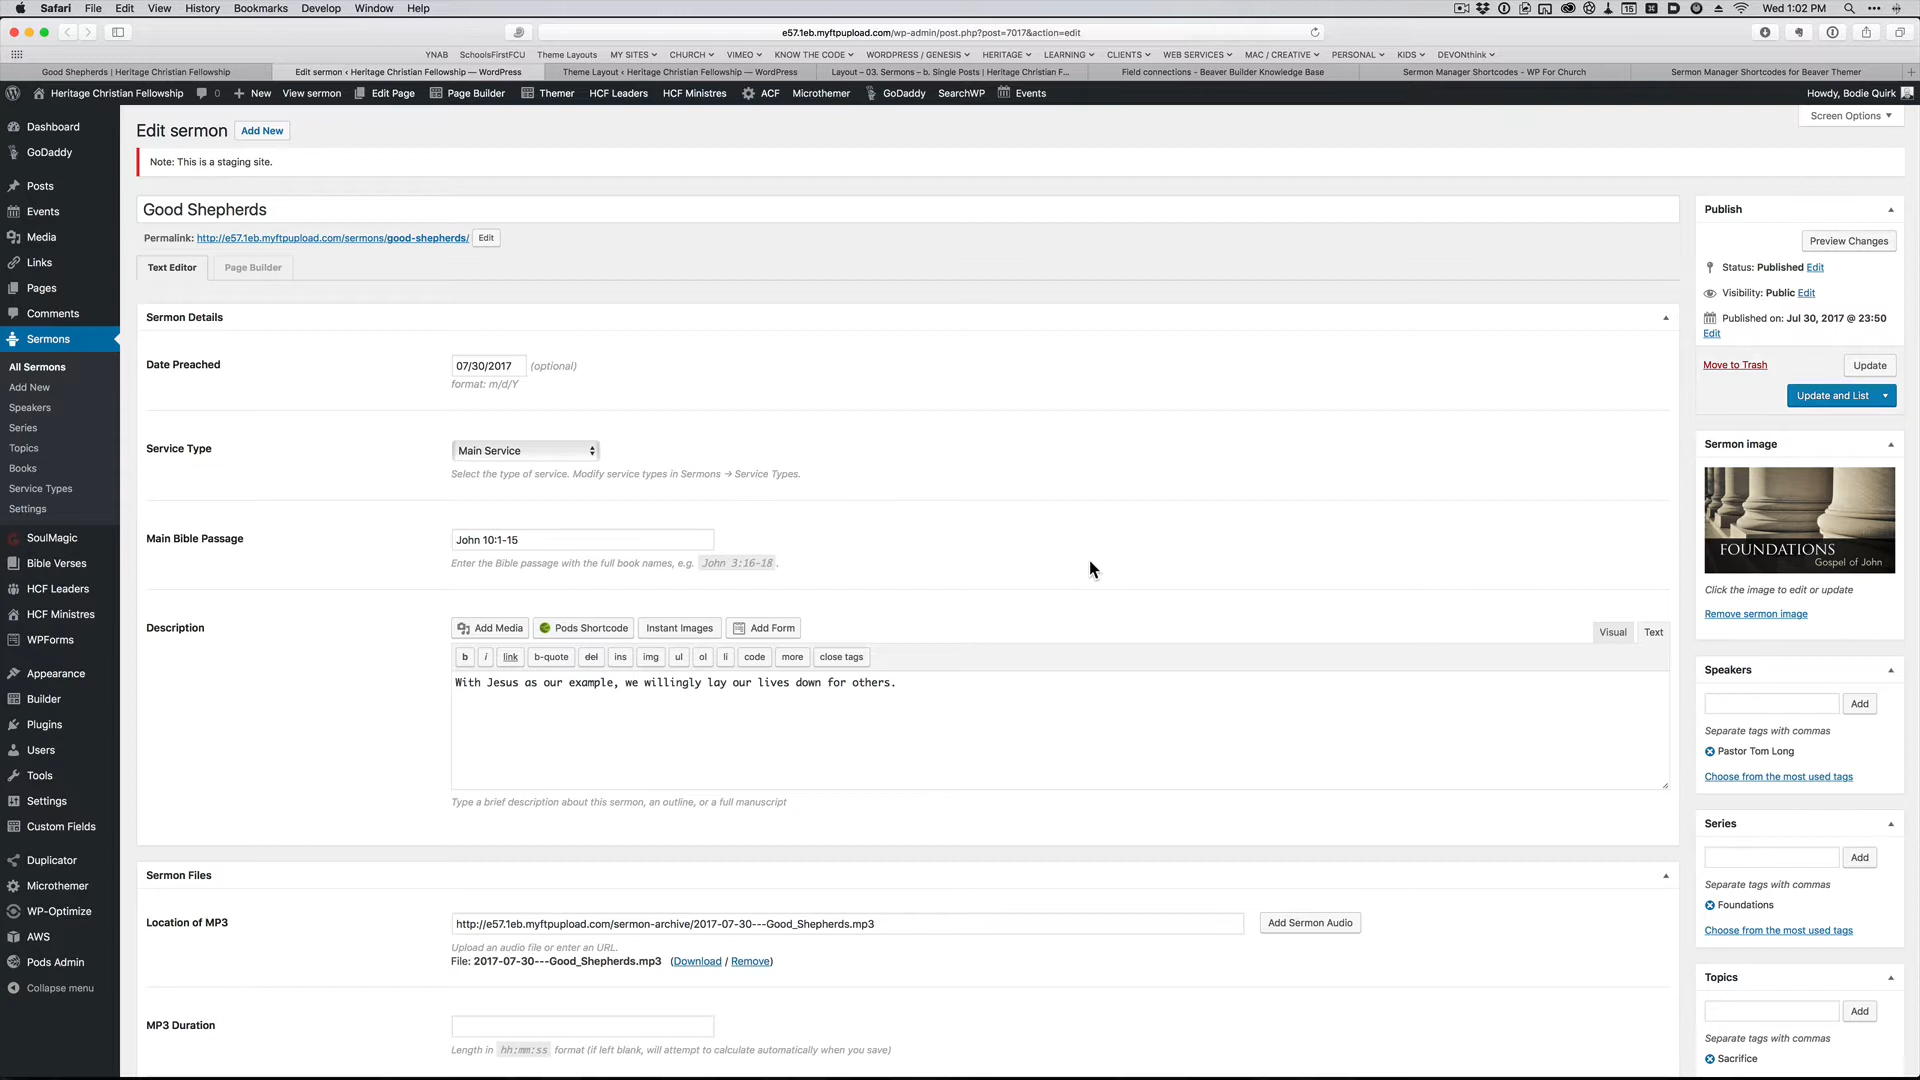 Safari File Edit View History Bookmarks Develop Window Help 15 Wed 1:02 PM
e57.1eb.myftpupload.com/wp-admin/post.php?post=7017&action=edit
YNAB SchoolsFirstFCU Theme Layouts MY SITES CHURCH VIMEO KNOW THE CODE WORDPRESS / GENESIS HERITAGE LEARNING CLIENTS WEB SERVICES MAC / CREATIVE PERSONAL KIDS DEVONthink
Good Shepherds | Heritage Christian Fellowship Edit sermon ‹ Heritage Christian Fellowship — WordPress Theme Layout ‹ Heritage Christian Fellowship — WordPress Layout – 03. Sermons – b. Single Posts | Heritage Christian F... Field connections - Beaver Builder Knowledge Base Sermon Manager Shortcodes - WP For Church Sermon Manager Shortcodes for Beaver Themer
Heritage Christian Fellowship 0 New View sermon Edit Page Page Builder Themer HCF Leaders HCF Ministres ACF Microthemer GoDaddy SearchWP Events Howdy, Bodie Quirk
Screen Options
Dashboard
GoDaddy
Posts
Events
Media
Links
Pages
Comments
Sermons
All Sermons
Add New
Speakers
Series
Topics
Books
Service Types
Settings
SoulMagic
Bible Verses
HCF Leaders
HCF Ministres
WPForms
Appearance
Builder
Plugins
Users
Tools
Settings
Custom Fields
Duplicator
Microthemer
WP-Optimize
AWS
Pods Admin
Collapse menu
Edit sermon Add New
Note: This is a staging site.
Good Shepherds
Permalink: http://e57.1eb.myftpupload.com/sermons/good-shepherds/ Edit
Text Editor Page Builder
Sermon Details
Date Preached 07/30/2017 (optional)
format: m/d/Y
Service Type Main Service
Select the type of service. Modify service types in Sermons → Service Types.
Main Bible Passage John 10:1-15
Enter the Bible passage with the full book names, e.g. John 3:16-18.
Description Add Media Pods Shortcode Instant Images Add Form Visual Text
b i link b-quote del ins img ul ol li code more close tags
With Jesus as our example, we willingly lay our lives down for others.
Type a brief description about this sermon, an outline, or a full manuscript
Sermon Files
Location of MP3 http://e57.1eb.myftpupload.com/sermon-archive/2017-07-30---Good_Shepherds.mp3 Add Sermon Audio
Upload an audio file or enter an URL.
File: 2017-07-30---Good_Shepherds.mp3 (Download / Remove)
MP3 Duration
Length in hh:mm:ss format (if left blank, will attempt to calculate automatically when you save)
Publish
Preview Changes
Status: Published Edit
Visibility: Public Edit
Published on: Jul 30, 2017 @ 23:50
Edit
Move to Trash Update
Update and List
Sermon image
FOUNDATIONS
Gospel of John
Click the image to edit or update
Remove sermon image
Speakers
Add
Separate tags with commas
Pastor Tom Long
Choose from the most used tags
Series
Add
Separate tags with commas
Foundations
Choose from the most used tags
Topics
Add
Separate tags with commas
Sacrifice